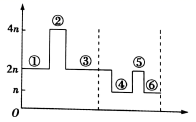 4n
②
①
③
2n
⑤
④
⑥
n
O